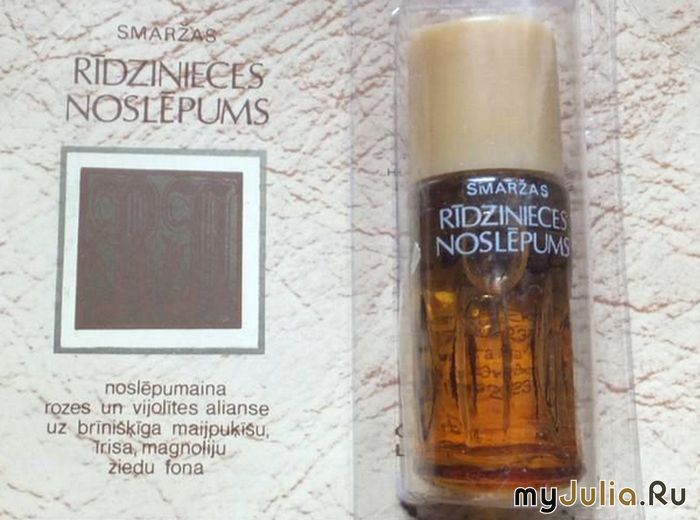 SMARŽAS
RĪDZINIECES
NOSLĒPUMS
noslēpumaina
rozes un vijolītes alianse
uz brīnišķīga maijpuķīšu,
īrisa, magnoliju
ziedu fona
SMARŽAS
RĪDZINIECES
NOSLĒPUMS
myJulia.Ru